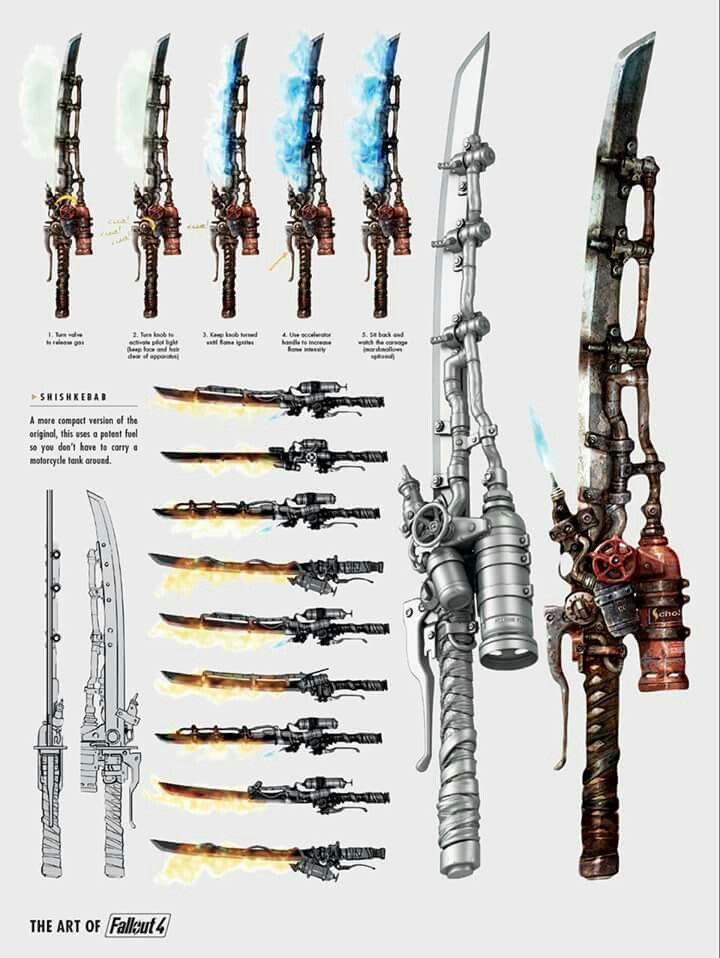 1. Turn valve
to release gas
2. Turn knob to
activate pilot light
(keep face and hair
clear of apparatus)
3. Keep knob turned
until flame ignites
4. Use accelerator
handle to increase
flame intensity
5. Sit back and
watch the carnage
(marshmallows
optional)
SHISHKEBAB
A more compact version of the
original, this uses a potent fuel
so you don't have to carry a
motorcycle tank around.
THE ART OF Fallout 4